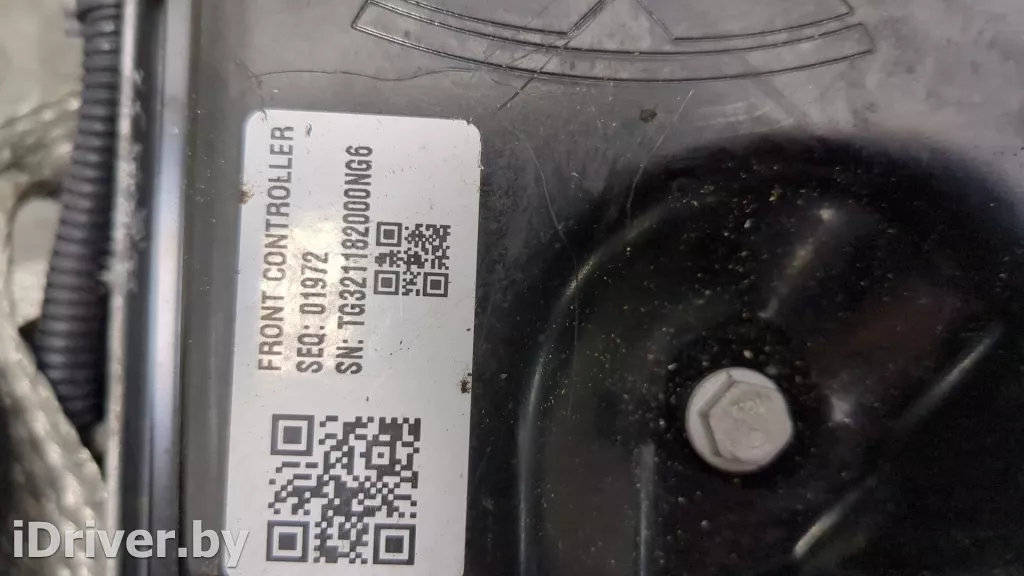 FRONT CONTROLLER
SEQ: 01972
SN: TG321182000NG6
iDriver.by